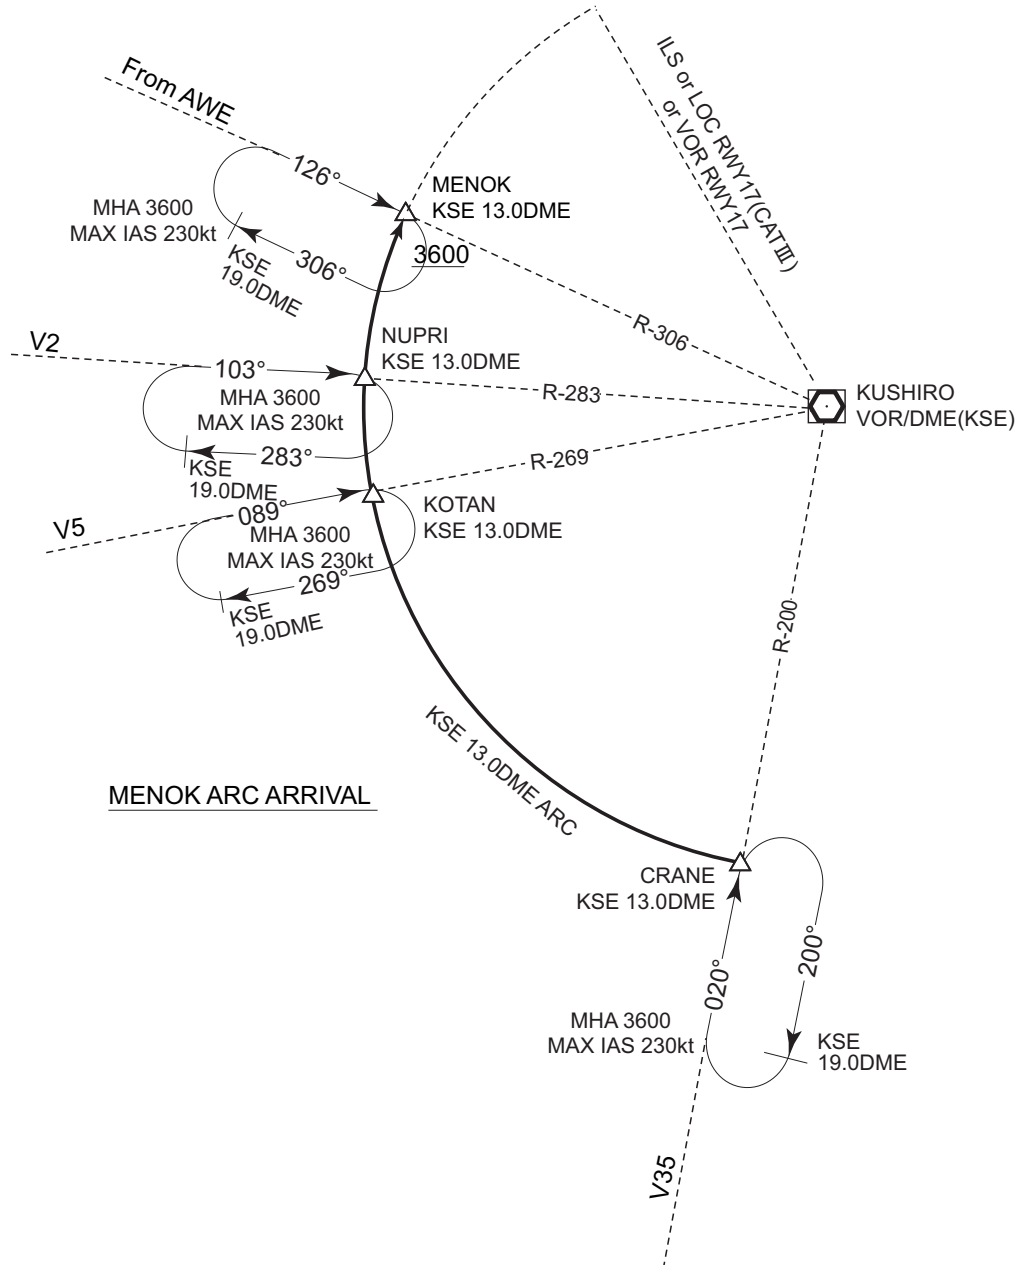 From AWE
ILS or LOC RWY17(CATⅢ)
or VOR RWY17
126°
MENOK
KSE 13.0DME
MHA 3600
MAX IAS 230kt
306°
3600
KSE
19.0DME
R-306
V2
NUPRI
KSE 13.0DME
103°
R-283
KUSHIRO
VOR/DME(KSE)
MHA 3600
MAX IAS 230kt
283°
KSE
19.0DME
R-269
V5
089°
KOTAN
KSE 13.0DME
MHA 3600
MAX IAS 230kt
269°
KSE
19.0DME
R-200
KSE 13.0DME ARC
MENOK ARC ARRIVAL
CRANE
KSE 13.0DME
020°
200°
MHA 3600
MAX IAS 230kt
KSE
19.0DME
V35